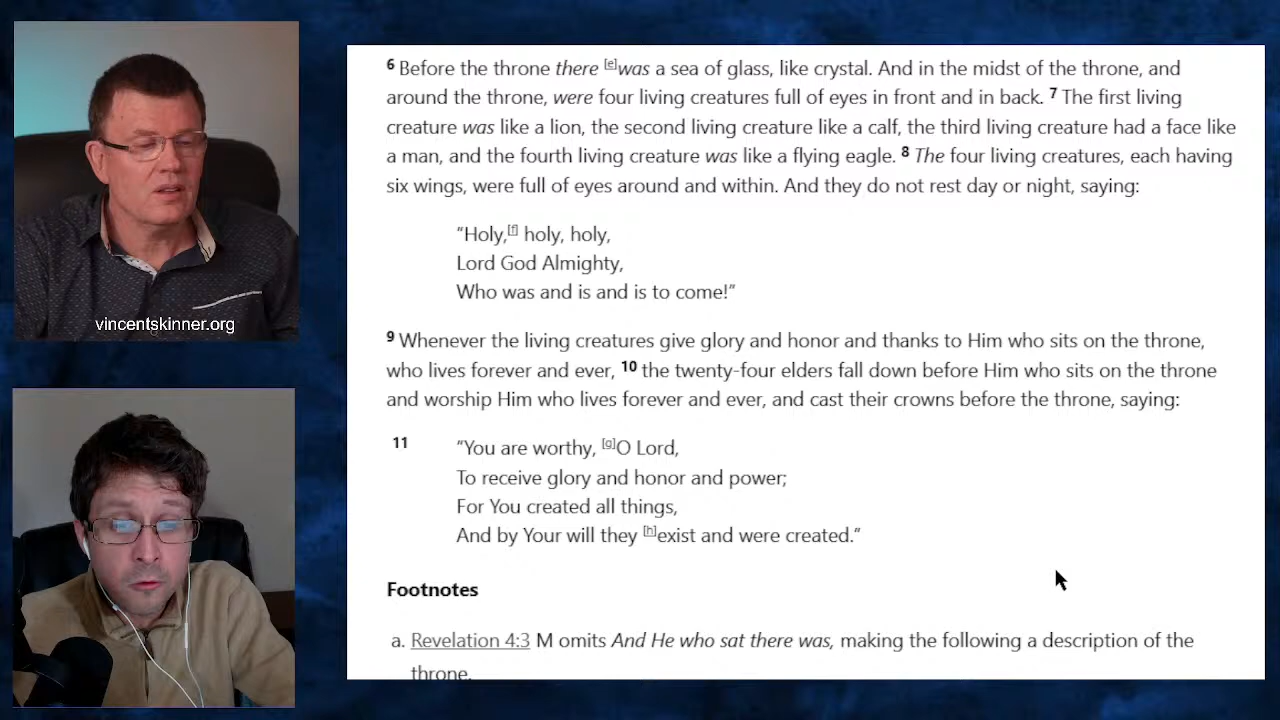 vincentskinner.org
6 Before the throne there [e]was a sea of glass, like crystal. And in the midst of the throne, and
around the throne, were four living creatures full of eyes in front and in back. 7 The first living
creature was like a lion, the second living creature like a calf, the third living creature had a face like
a man, and the fourth living creature was like a flying eagle. 8 The four living creatures, each having
six wings, were full of eyes around and within. And they do not rest day or night, saying:
“Holy,[f] holy, holy,
Lord God Almighty,
Who was and is and is to come!”
9 Whenever the living creatures give glory and honor and thanks to Him who sits on the throne,
who lives forever and ever, 10 the twenty-four elders fall down before Him who sits on the throne
and worship Him who lives forever and ever, and cast their crowns before the throne, saying:
11 “You are worthy, [g]O Lord,
To receive glory and honor and power;
For You created all things,
And by Your will they [h]exist and were created.”
Footnotes
a. Revelation 4:3 M omits And He who sat there was, making the following a description of the
throne.